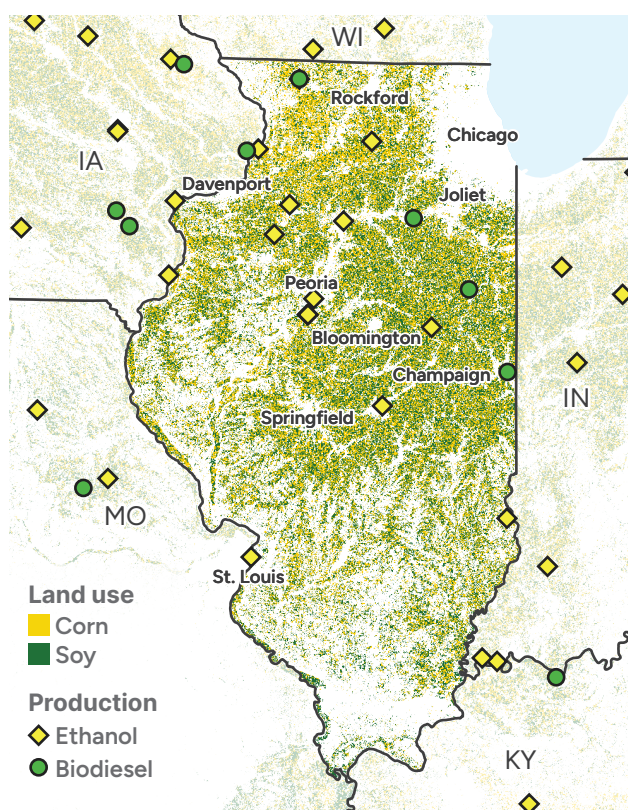 WI
Rockford
Chicago
IA
Davenport
Joliet
Peoria
Bloomington
Champaign
IN
Springfield
MO
St. Louis
Land use
Corn
Soy
Production
Ethanol
Biodiesel
KY